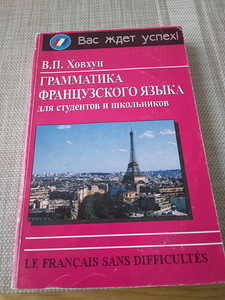 Вас ждет успех!
В.П. Ховхун
ГРАММАТИКА
ФРАНЦУЗСКОГО ЯЗЫКА
для студентов и школьников
LE FRANÇAIS SANS DIFFICULTÉS